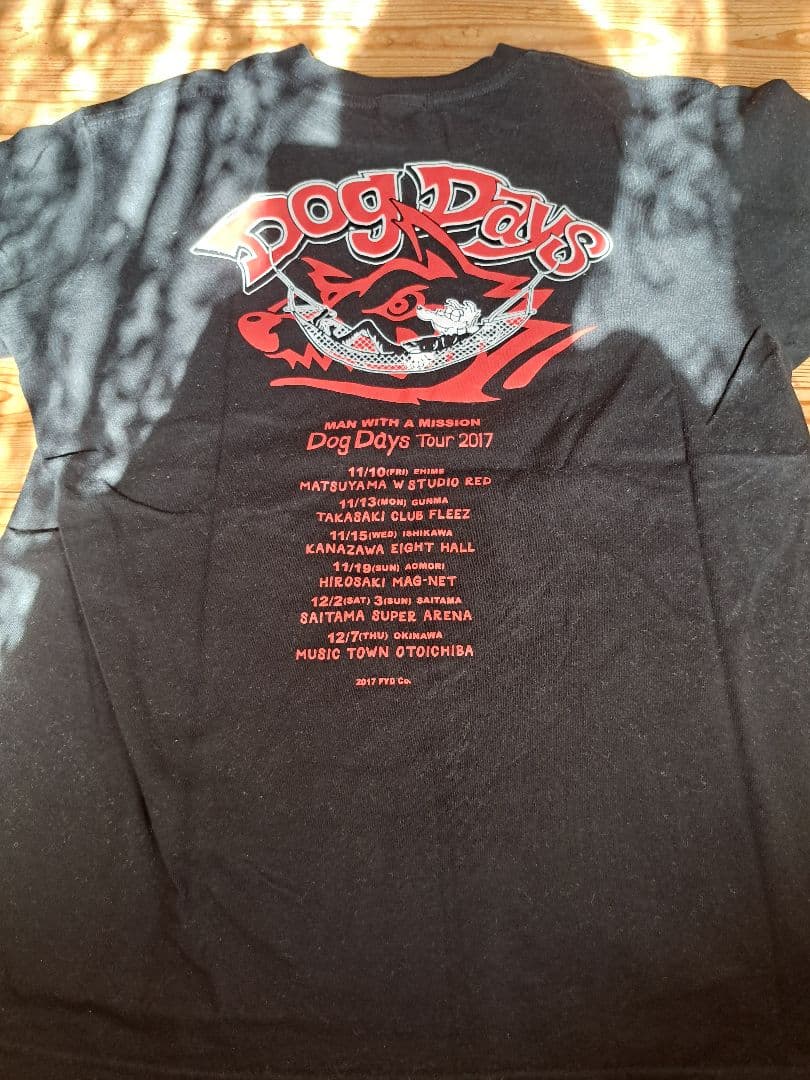 Dog Days
MAN WITH A MISSION
Dog Days Tour 2017
11/10(FRI) EHIME
MATSUYAMA W STUDIO RED
11/13(MON) GUNMA
TAKASAKI CLUB FLEEZ
11/15(WED) ISHIKAWA
KANAZAWA EIGHT HALL
11/19(SUN) AOMORI
HIROSAKI MAG-NET
12/2(SAT) 3(SUN) SAITAMA
SAITAMA SUPER ARENA
12/7(THU) OKINAWA
MUSIC TOWN OTOICHIBA
2017 FYD Co.